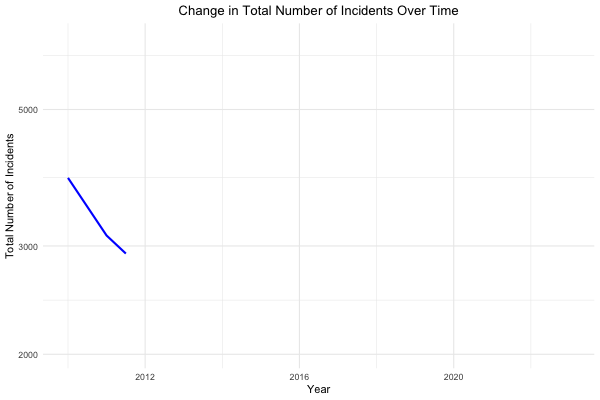 Change in Total Number of Incidents Over Time
Total Number of Incidents
5000
3000
2000
2012
2016
2020
Year